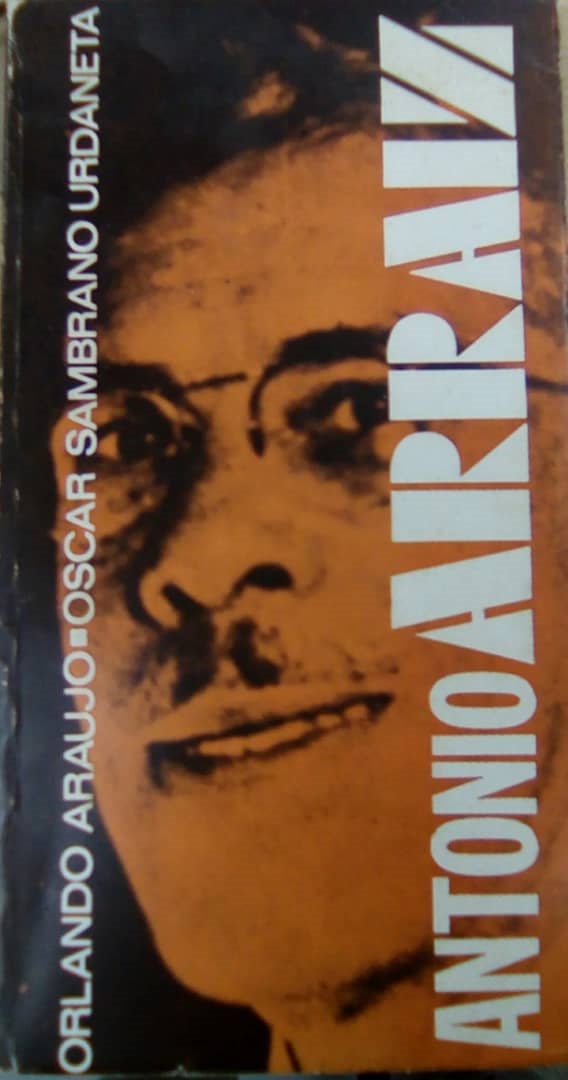 ORLANDO ARAUJO▪OSCAR SAMBRANO URDANETA
ANTONIO ARRAIZ